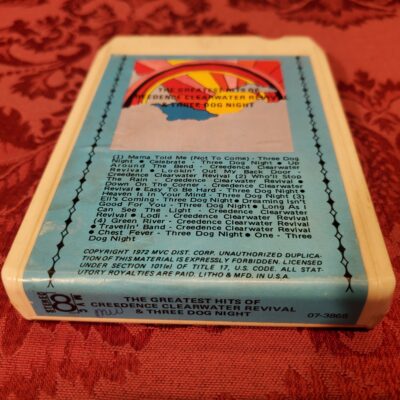 THE GREATEST HITS OF
CREEDENCE CLEARWATER REVIVAL
& THREE DOG NIGHT
(1) Mama Told Me (Not To Come) - Three Dog
Night • Celebrate - Three Dog Night • Up
Around The Bend - Creedence Clearwater
Revival • Lookin' Out My Back Door -
Creedence Clearwater Revival (2) Who'll Stop
The Rain - Creedence Clearwater Revival •
Down On The Corner - Creedence Clearwater
Revival • Easy To Be Hard - Three Dog Night •
Heaven Is In Your Mind - Three Dog Night (3)
Eli's Coming - Three Dog Night • Dreaming Isn't
Good For You - Three Dog Night • Long As I
Can See The Light - Creedence Clearwater
Revival • Lodi - Creedence Clearwater Revival
(4) Green River - Creedence Clearwater Revival
• Travelin' Band - Creedence Clearwater Revival
• Chest Fever - Three Dog Night • One - Three
Dog Night
COPYRIGHT 1972 MVC DIST. CORP. UNAUTHORIZED DUPLICA-
TION OF THIS MATERIAL IS EXPRESSLY FORBIDDEN. LICENSED
UNDER SECTION 101(e) OF TITLE 17, U.S. CODE. ALL STAT-
UTORY ROYALTIES ARE PAID. LITHO & MFD. IN U.S.A.
STEREO 8
THE GREATEST HITS OF
CREEDENCE CLEARWATER REVIVAL
& THREE DOG NIGHT
07-3865